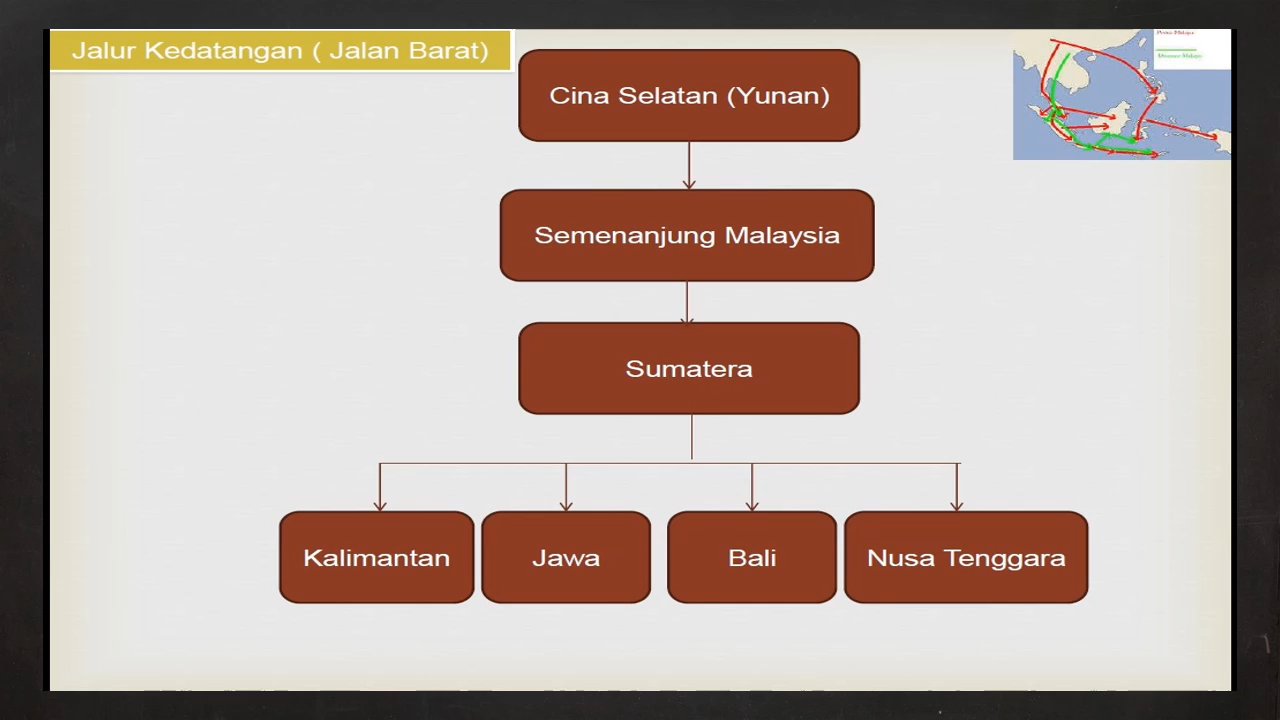 Jalur Kedatangan ( Jalan Barat)
Cina Selatan (Yunan)
Semenanjung Malaysia
Sumatera
Kalimantan
Jawa
Bali
Nusa Tenggara